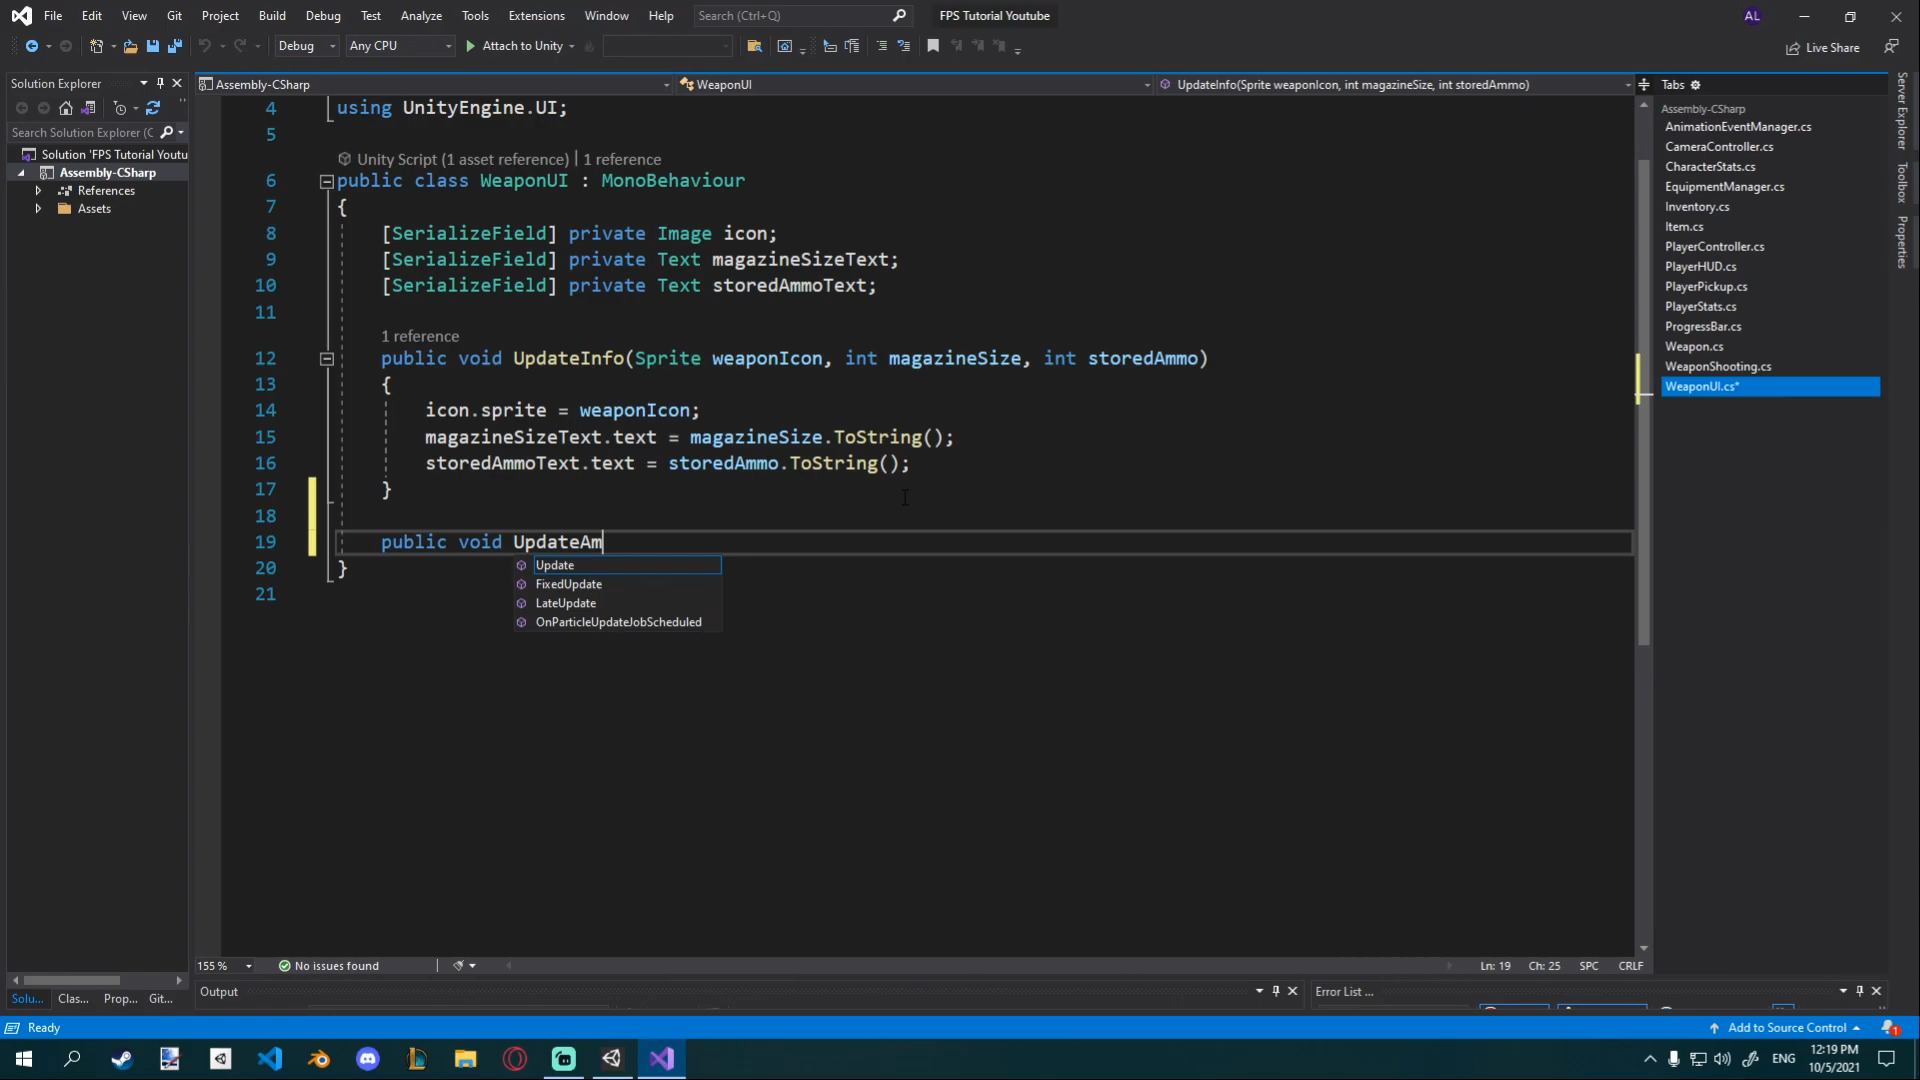 File Edit View Git Project Build Debug Test Analyze Tools Extensions Window Help Search (Ctrl+Q) FPS Tutorial Youtube AL
Debug Any CPU Attach to Unity Live Share
Solution Explorer
Search Solution Explorer (C
Solution 'FPS Tutorial Youtu
Assembly-CSharp
References
Assets
Assembly-CSharp WeaponUI UpdateInfo(Sprite weaponIcon, int magazineSize, int storedAmmo)
4 using UnityEngine.UI;
5
Unity Script (1 asset reference) | 1 reference
6 public class WeaponUI : MonoBehaviour
7 {
8 [SerializeField] private Image icon;
9 [SerializeField] private Text magazineSizeText;
10 [SerializeField] private Text storedAmmoText;
11
1 reference
12 public void UpdateInfo(Sprite weaponIcon, int magazineSize, int storedAmmo)
13 {
14 icon.sprite = weaponIcon;
15 magazineSizeText.text = magazineSize.ToString();
16 storedAmmoText.text = storedAmmo.ToString();
17 }
18
19 public void UpdateAm
20 }
21
Update
FixedUpdate
LateUpdate
OnParticleUpdateJobScheduled
Tabs
Assembly-CSharp
AnimationEventManager.cs
CameraController.cs
CharacterStats.cs
EquipmentManager.cs
Inventory.cs
Item.cs
PlayerController.cs
PlayerHUD.cs
PlayerPickup.cs
PlayerStats.cs
ProgressBar.cs
Weapon.cs
WeaponShooting.cs
WeaponUI.cs*
Server Explorer
Toolbox
Properties
155 % No issues found Ln: 19 Ch: 25 SPC CRLF
Solu... Clas... Prop... Git...
Output
Error List ...
Ready Add to Source Control 1
ENG 12:19 PM
10/5/2021